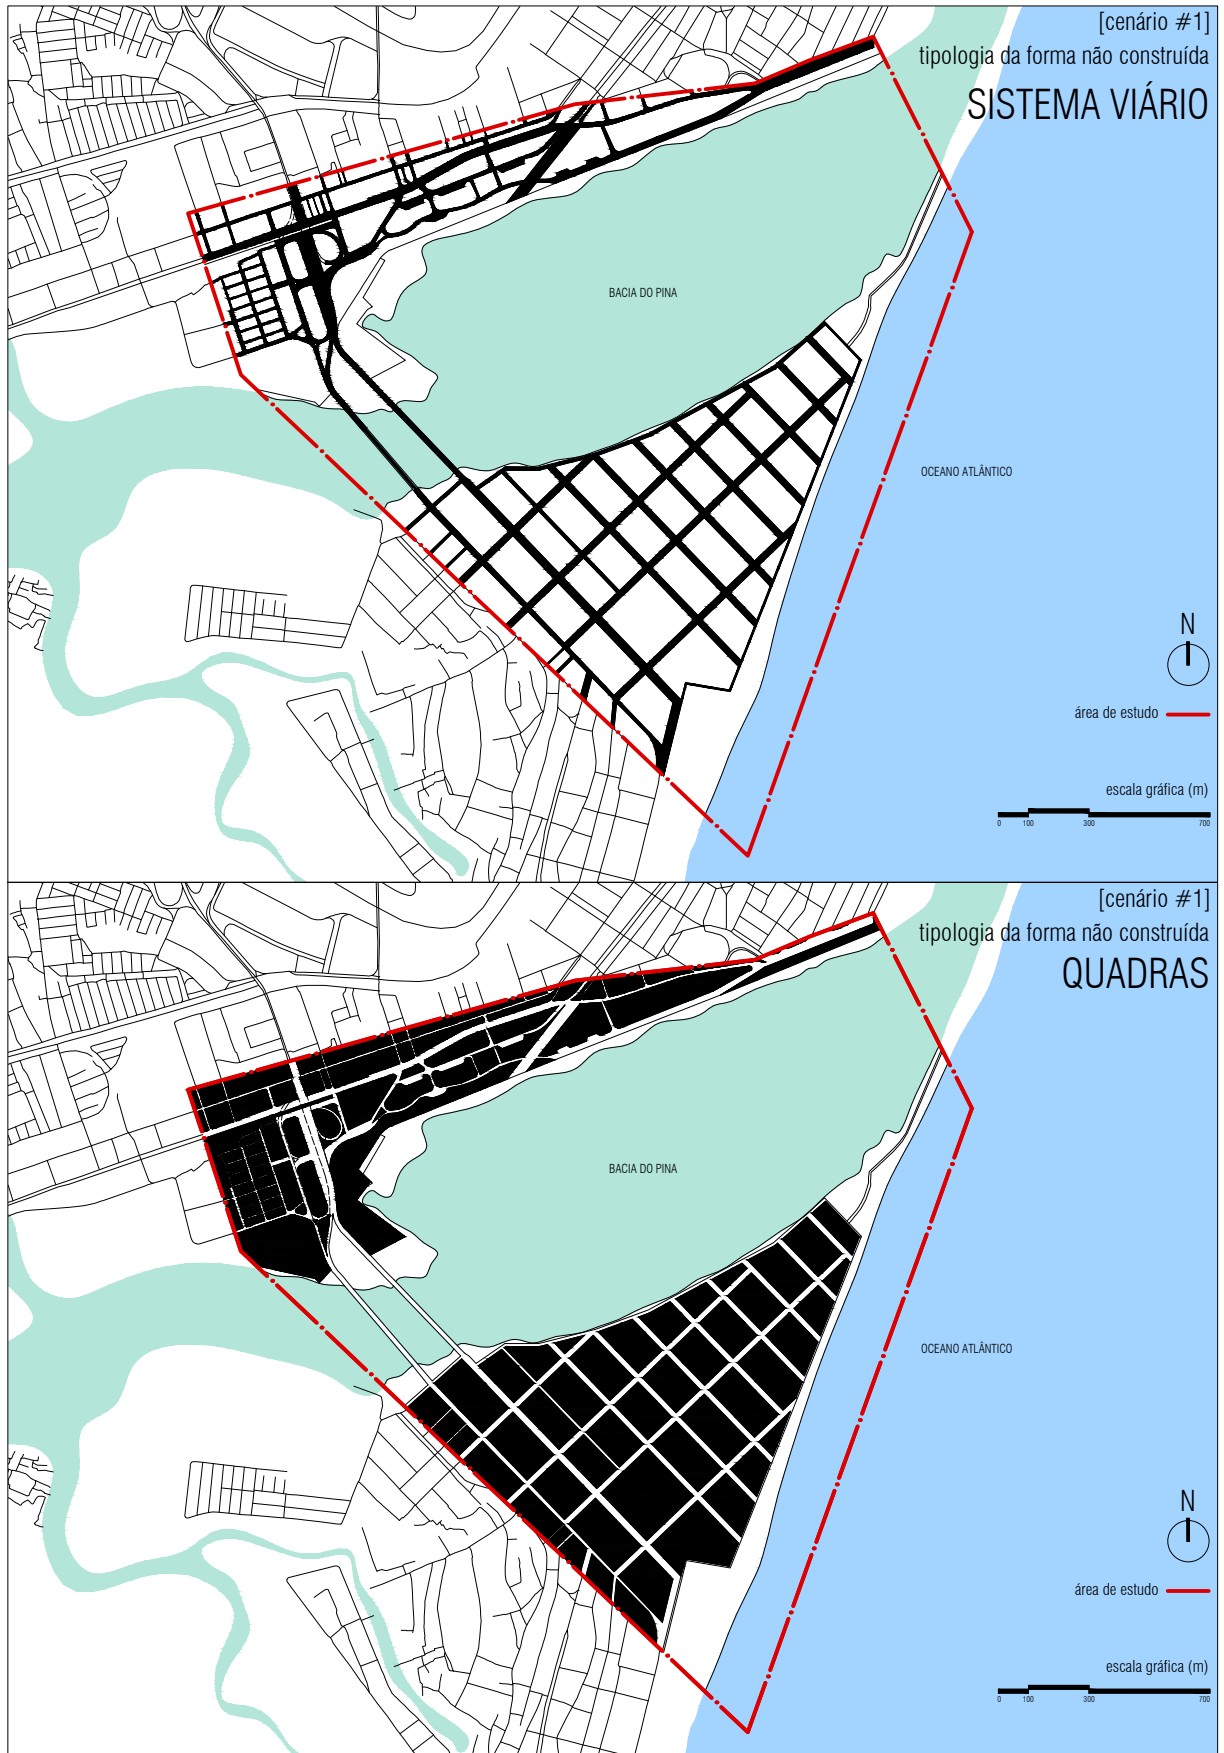 [cenário #1]
tipologia da forma não construída
SISTEMA VIÁRIO
BACIA DO PINA
OCEANO ATLÂNTICO
N
área de estudo
escala gráfica (m)
0 100 300 700
[cenário #1]
tipologia da forma não construída
QUADRAS
BACIA DO PINA
OCEANO ATLÂNTICO
N
área de estudo
escala gráfica (m)
0 100 300 700